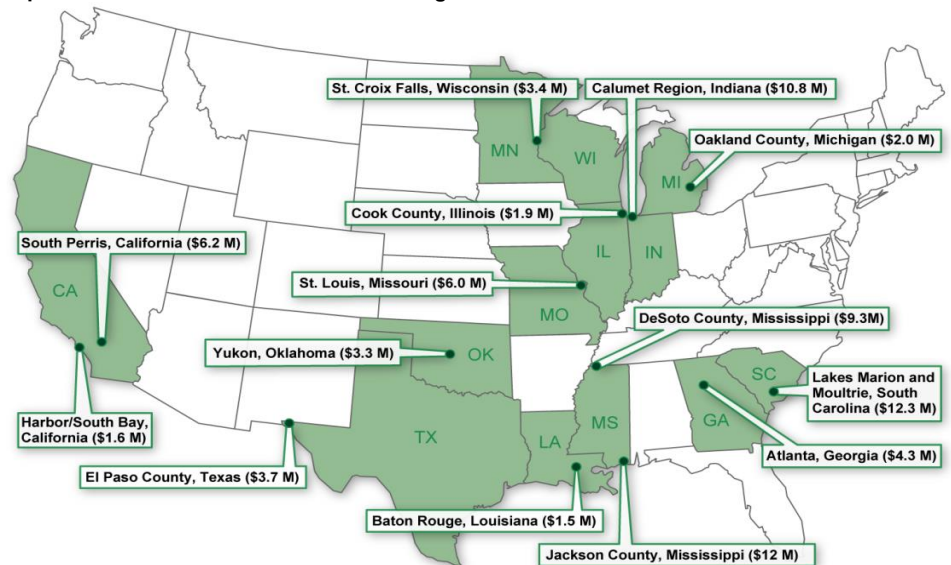 St. Croix Falls, Wisconsin ($3.4 M)
Calumet Region, Indiana ($10.8 M)
Oakland County, Michigan ($2.0 M)
MN
WI
MI
Cook County, Illinois ($1.9 M)
South Perris, California ($6.2 M)
IL
IN
CA
St. Louis, Missouri ($6.0 M)
MO
DeSoto County, Mississippi ($9.3M)
Yukon, Oklahoma ($3.3 M)
OK
SC
Lakes Marion and
Moultrie, South
Carolina ($12.3 M)
Harbor/South Bay,
California ($1.6 M)
TX
LA
MS
GA
Atlanta, Georgia ($4.3 M)
El Paso County, Texas ($3.7 M)
Baton Rouge, Louisiana ($1.5 M)
Jackson County, Mississippi ($12 M)